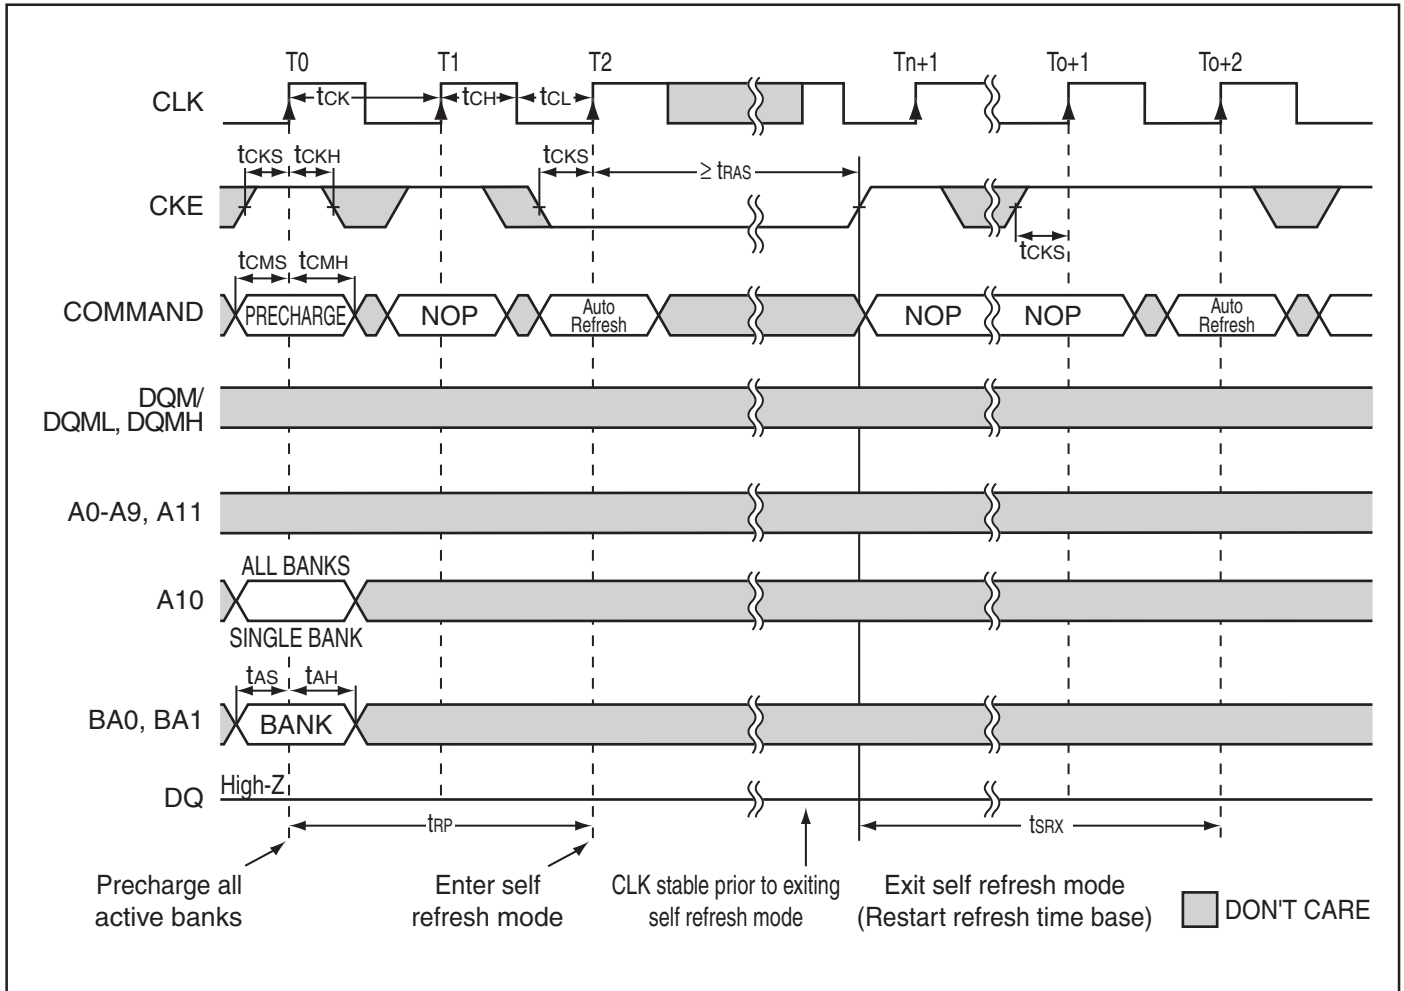 T0 T1 T2 Tn+1 To+1 To+2
CLK
tCK tCH tCL
tCKS tCKH tCKS
≥ tRAS
CKE
tCKS
tCMS tCMH
COMMAND PRECHARGE NOP Auto Refresh NOP NOP Auto Refresh
DQM/
DQML, DQMH
A0-A9, A11
ALL BANKS
A10
SINGLE BANK
tAS tAH
BA0, BA1 BANK
High-Z
DQ
tRP tSRX
Precharge all
active banks
Enter self
refresh mode
CLK stable prior to exiting
self refresh mode
Exit self refresh mode
(Restart refresh time base)
DON'T CARE